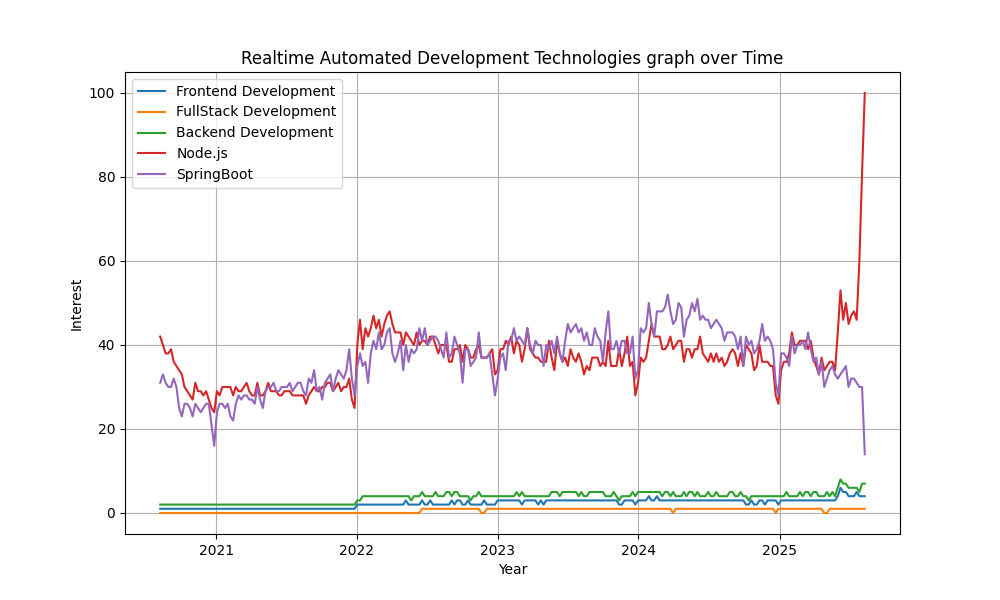 Realtime Automated Development Technologies graph over Time
Frontend Development
FullStack Development
Backend Development
Node.js
SpringBoot
100
80
60
40
20
0
Interest
2021 2022 2023 2024 2025
Year